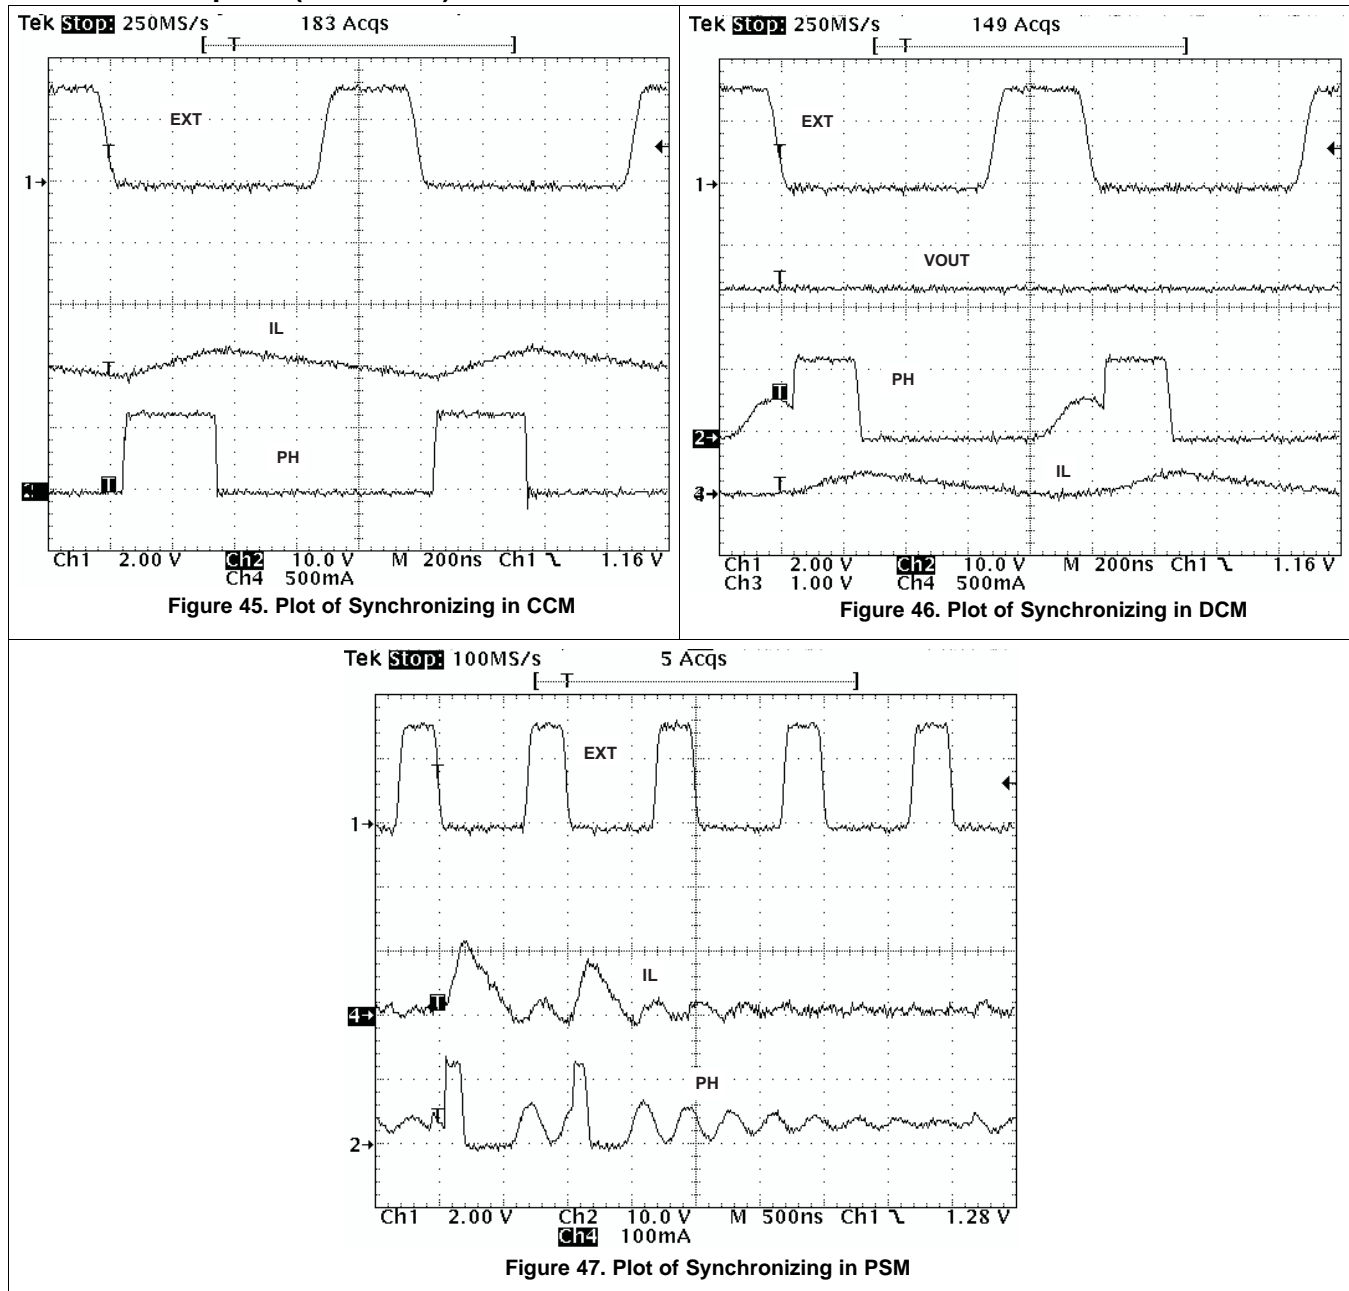 Tek Stop: 250MS/s 183 Acqs
[ T ]
EXT
T
1→
IL
T
PH
T
2→
Ch1 2.00 V Ch2 10.0 V M 200ns Ch1 1.16 V
Ch4 500mA
Figure 45. Plot of Synchronizing in CCM
Tek Stop: 250MS/s 149 Acqs
[ T ]
EXT
T
1→
VOUT
T
PH
T
2→
IL
T
Ch1 2.00 V Ch2 10.0 V M 200ns Ch1 1.16 V
Ch3 1.00 V Ch4 500mA
Figure 46. Plot of Synchronizing in DCM
Tek Stop: 100MS/s 5 Acqs
[ T ]
EXT
T
1→
IL
T
4→
PH
T
2→
Ch1 2.00 V Ch2 10.0 V M 500ns Ch1 1.28 V
Ch4 100mA
Figure 47. Plot of Synchronizing in PSM